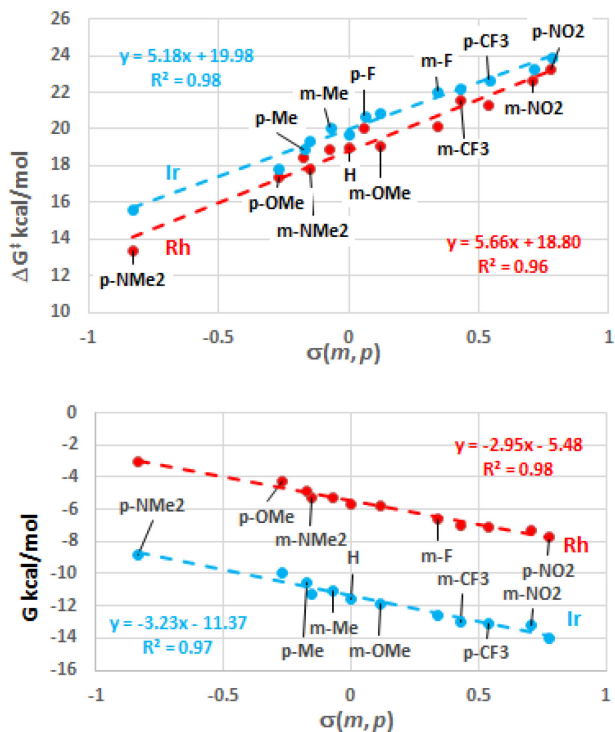 26
24
22
20
18
16
14
12
10
ΔG‡ kcal/mol
y = 5.18x + 19.98
R² = 0.98
p-NO2
p-CF3
m-F
p-F
m-Me
p-Me
m-NO2
m-CF3
H
m-OMe
Ir
p-OMe
m-NMe2
Rh
p-NMe2
y = 5.66x + 18.80
R² = 0.96
-1
-0.5
0
0.5
1
σ(m, p)
0
-2
-4
-6
-8
-10
-12
-14
-16
G kcal/mol
y = -2.95x - 5.48
R² = 0.98
p-NMe2
p-OMe
m-NMe2
H
m-F
Rh
m-CF3
p-NO2
m-NO2
y = -3.23x - 11.37
R² = 0.97
m-Me
p-Me
m-OMe
p-CF3
Ir
-1
-0.5
0
0.5
1
σ(m, p)